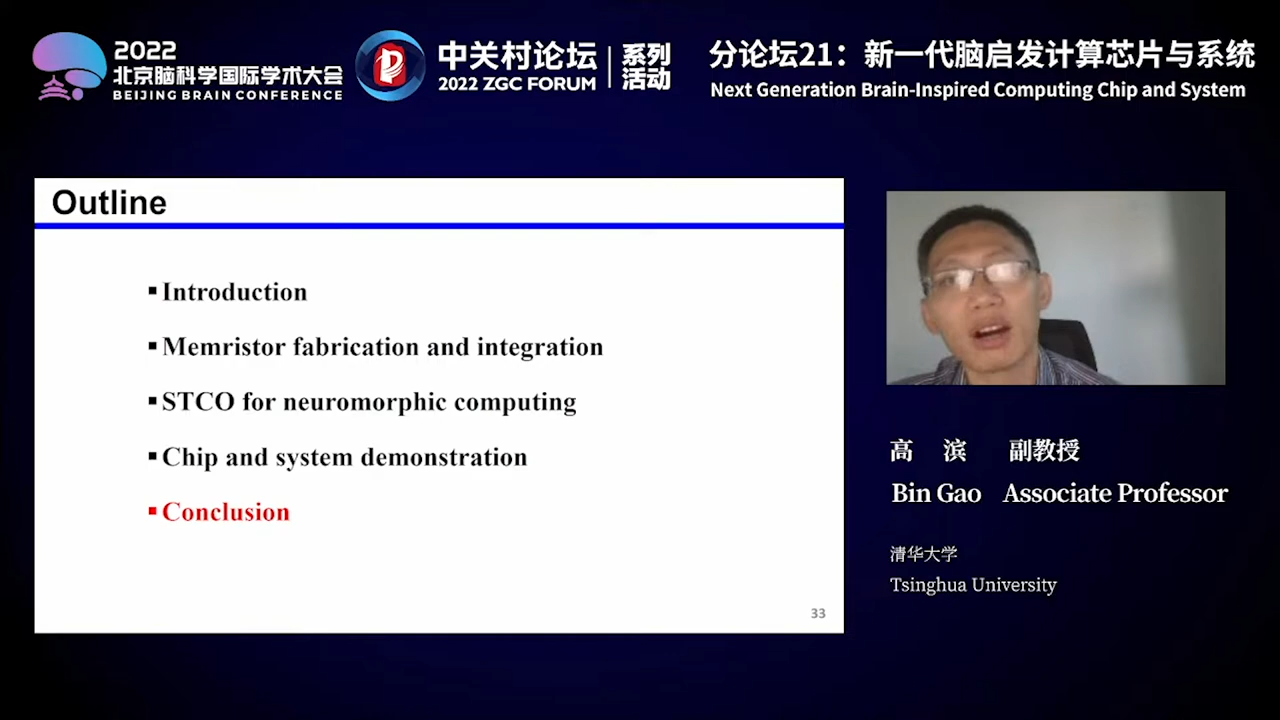 2022
北京脑科学国际学术大会
BEIJING BRAIN CONFERENCE
中关村论坛
2022 ZGC FORUM
系列
活动
分论坛21：新一代脑启发计算芯片与系统
Next Generation Brain-Inspired Computing Chip and System
Outline
▪Introduction
▪Memristor fabrication and integration
▪STCO for neuromorphic computing
▪Chip and system demonstration
▪Conclusion
33
高 滨 副教授
Bin Gao Associate Professor
清华大学
Tsinghua University